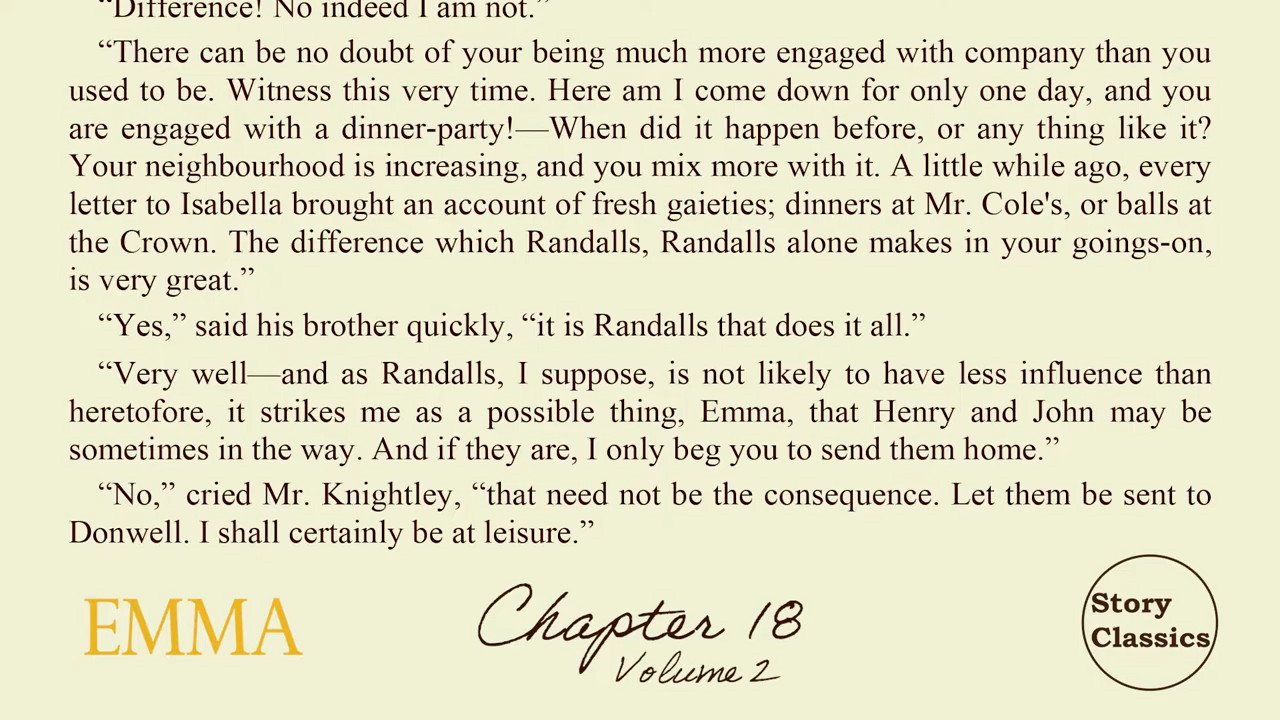 “Difference! No indeed I am not.”
“There can be no doubt of your being much more engaged with company than you
used to be. Witness this very time. Here am I come down for only one day, and you
are engaged with a dinner-party!—When did it happen before, or any thing like it?
Your neighbourhood is increasing, and you mix more with it. A little while ago, every
letter to Isabella brought an account of fresh gaieties; dinners at Mr. Cole's, or balls at
the Crown. The difference which Randalls, Randalls alone makes in your goings-on,
is very great.”
“Yes,” said his brother quickly, “it is Randalls that does it all.”
“Very well—and as Randalls, I suppose, is not likely to have less influence than
heretofore, it strikes me as a possible thing, Emma, that Henry and John may be
sometimes in the way. And if they are, I only beg you to send them home.”
“No,” cried Mr. Knightley, “that need not be the consequence. Let them be sent to
Donwell. I shall certainly be at leisure.”
EMMA
Chapter 18
Volume 2
Story
Classics